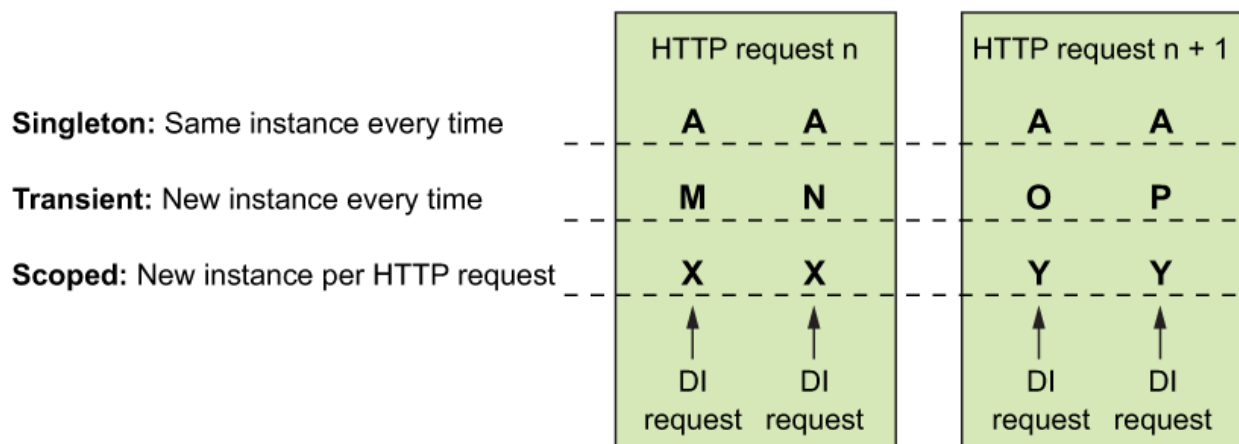 HTTP request n
HTTP request n + 1
Singleton: Same instance every time
A A A A
Transient: New instance every time
M N O P
Scoped: New instance per HTTP request
X X Y Y
DI DI DI DI
request request request request